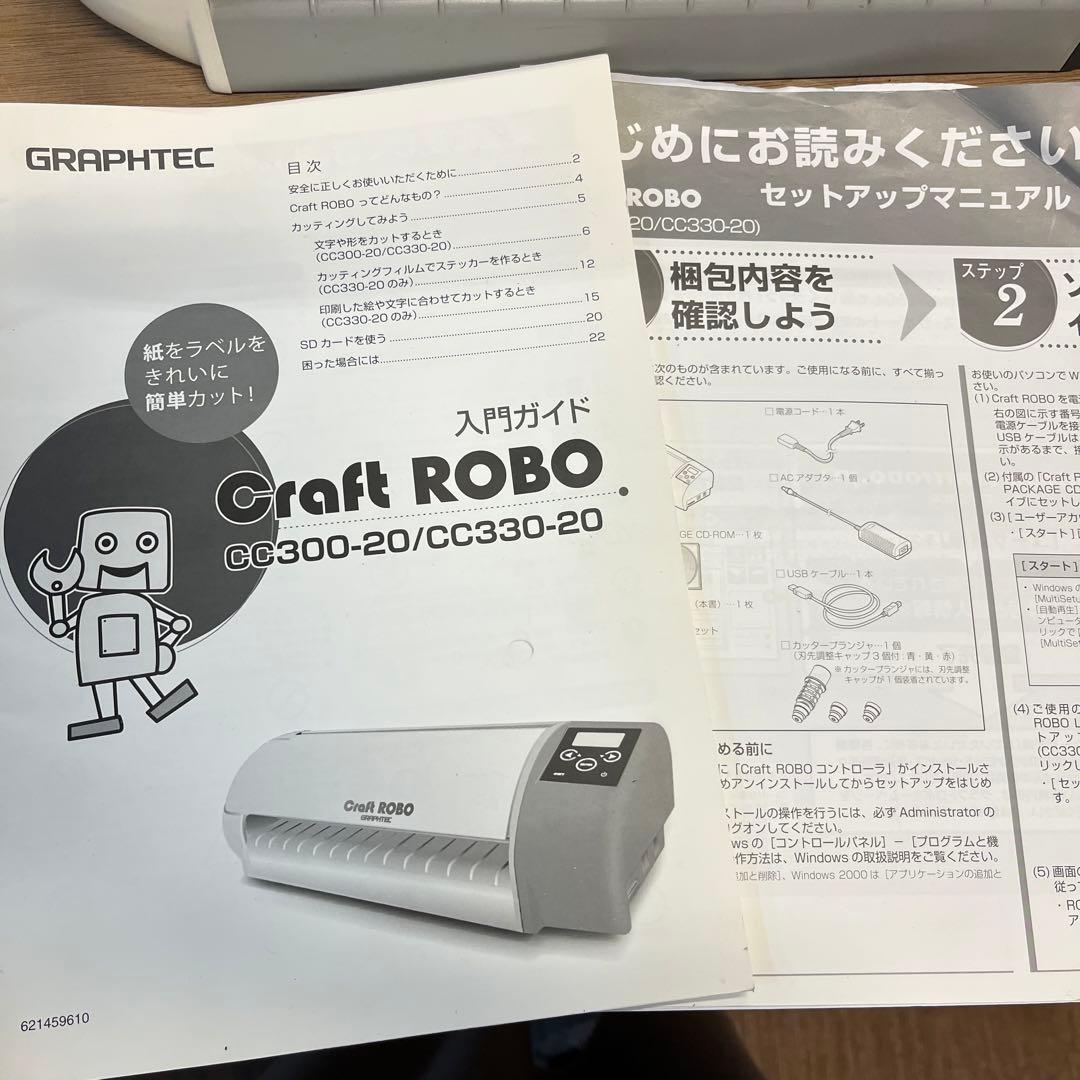 GRAPHTEC
目次
安全に正しくお使いいただくために……2
Craft ROBO ってどんなもの？……4
カッティングしてみよう……5
文字や形をカットするとき
(CC300-20/CC330-20)……6
カッティングフィルムでステッカーを作るとき
(CC330-20 のみ)……12
印刷した絵や文字に合わせてカットするとき
(CC330-20 のみ)……15
SD カードを使う……20
困った場合には……22
紙をラベルを
きれいに
簡単カット！
入門ガイド
Craft ROBO
CC300-20/CC330-20
Craft ROBO
GRAPHTEC
621459610
じめにお読みください
ROBO セットアップマニュアル
20/CC330-20)
梱包内容を
確認しよう
ステップ
2
次のものが含まれています。ご使用になる前に、すべて揃っ
認ください。
□ 電源コード…1本
□ AC アダプタ…1個
GE CD-ROM…1枚
□ USB ケーブル…1本
（本書）…1枚
セット
□ カッタープランジャ…1個
（刃先調整キャップ3個付：青・黄・赤）
※ カッタープランジャには、刃先調整
キャップが1個装着されています。
める前に
に「Craft ROBO コントローラ」がインストールさ
めアンインストールしてからセットアップをはじめ
ストールの操作を行うには、必ず Administrator の
グオンしてください。
ws の［コントロールパネル］－［プログラムと機
作方法は、Windows の取扱説明をご覧ください。
加と削除］、Windows 2000 は［アプリケーションの追加と
お使いのパソコンで W
さい。
(1) Craft ROBO を電
右の図に示す番号
電源ケーブルを接
USB ケーブルは
示があるまで、接
い。
(2) 付属の「Craft R
PACKAGE CD
イブにセットし
(3) [ ユーザーアカ
・[ スタート ]
[ スタート ]
・Windows の
[MultiSetu
・[自動再生]
ンピュータ
リックで [
[MultiSe
(4) ご使用の
ROBO L
トアップ
(CC330
リックし
・[ セッ
す。
(5) 画面の
従っ
・RO
ア